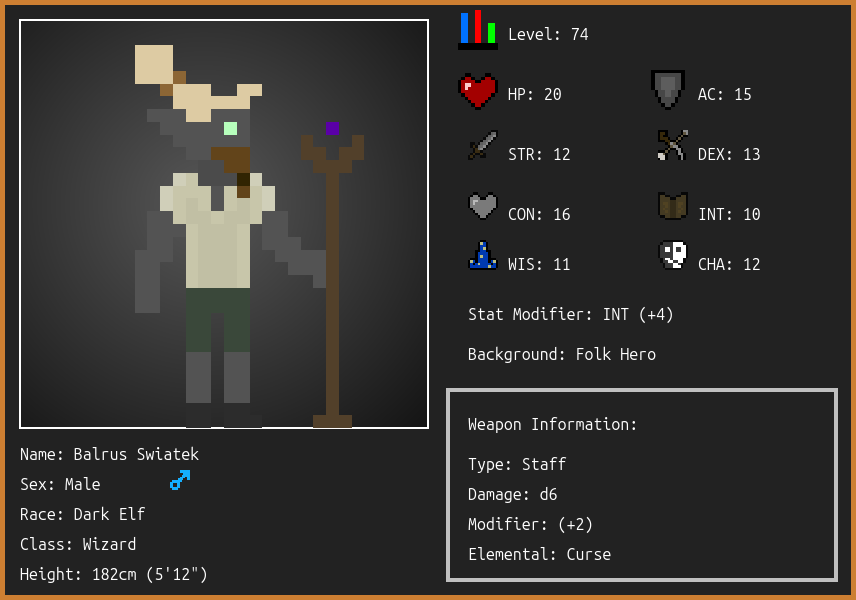 Level: 74
HP: 20
AC: 15
STR: 12
DEX: 13
CON: 16
INT: 10
WIS: 11
CHA: 12
Stat Modifier: INT (+4)
Background: Folk Hero
Weapon Information:
Type: Staff
Damage: d6
Modifier: (+2)
Elemental: Curse
Name: Balrus Swiatek
Sex: Male
Race: Dark Elf
Class: Wizard
Height: 182cm (5'12")